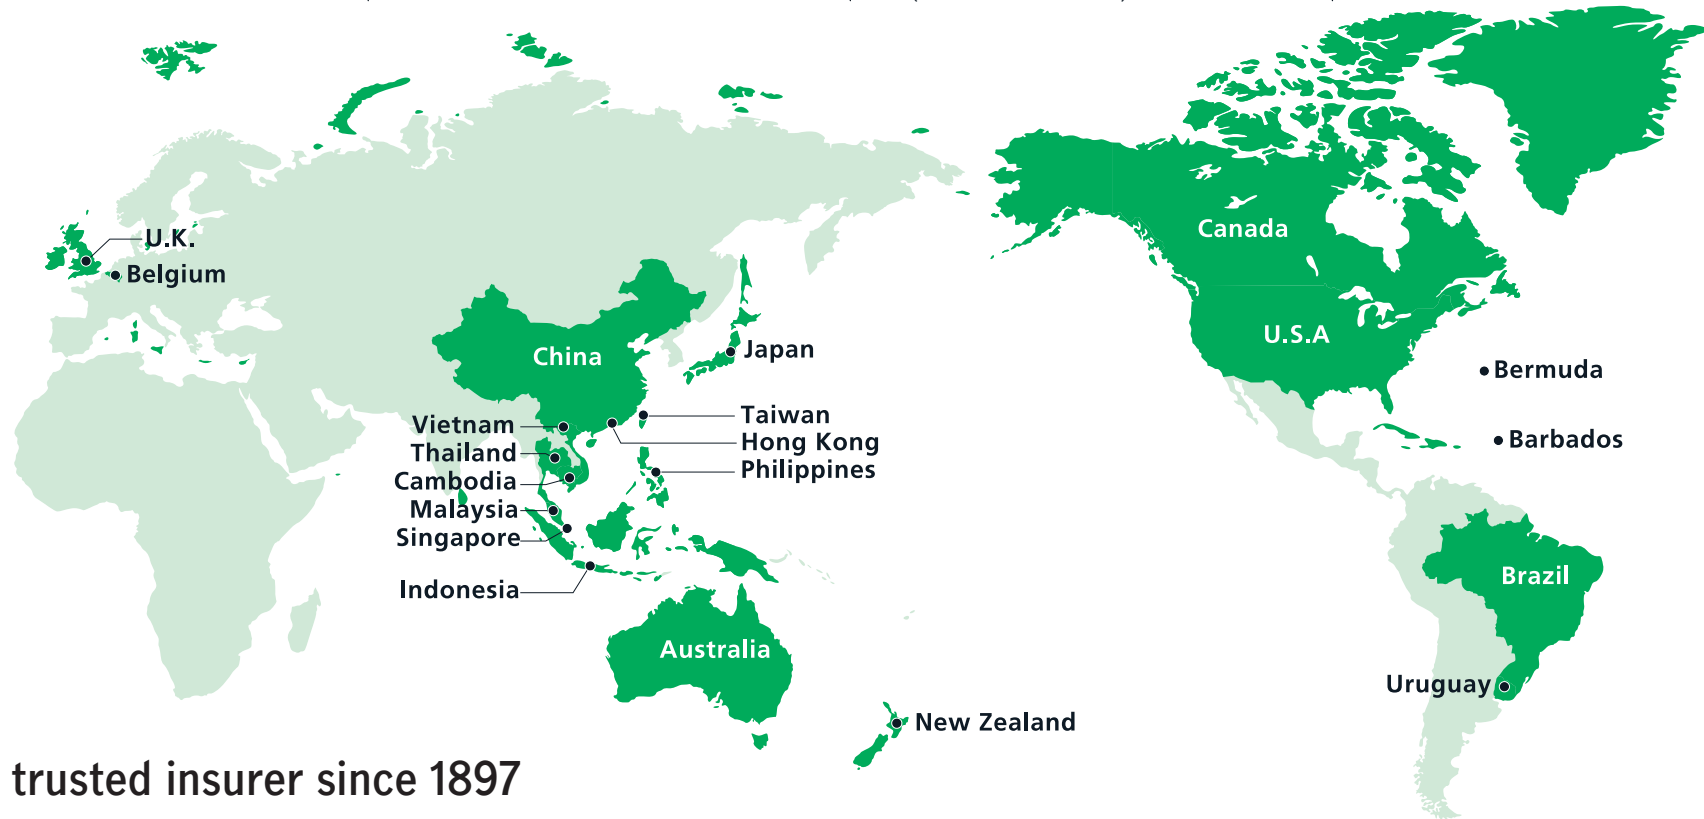 Canada
U.K.
Belgium
U.S.A
China
Japan
Bermuda
Vietnam
Taiwan
Barbados
Thailand
Hong Kong
Cambodia
Philippines
Malaysia
Singapore
Indonesia
Brazil
Australia
Uruguay
New Zealand
trusted insurer since 1897